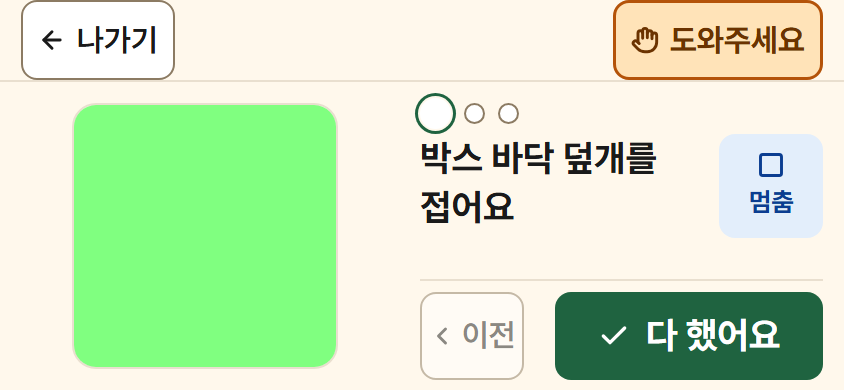 나가기
도와주세요
박스 바닥 덮개를
접어요
멈춤
이전
다 했어요